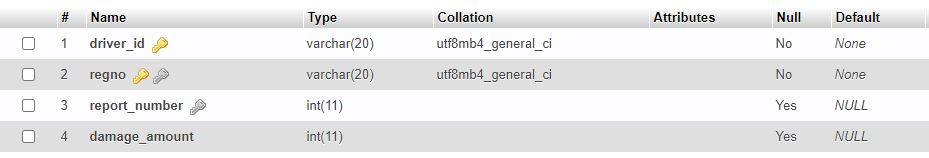 # Name Type Collation Attributes Null Default
1 driver_id varchar(20) utf8mb4_general_ci No None
2 regno varchar(20) utf8mb4_general_ci No None
3 report_number int(11) Yes NULL
4 damage_amount int(11) Yes NULL